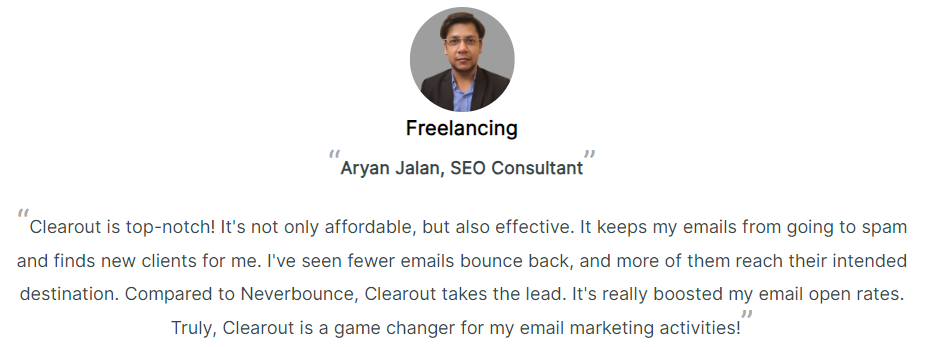 Freelancing
“Aryan Jalan, SEO Consultant”
“Clearout is top-notch! It's not only affordable, but also effective. It keeps my emails from going to spam
and finds new clients for me. I've seen fewer emails bounce back, and more of them reach their intended
destination. Compared to Neverbounce, Clearout takes the lead. It's really boosted my email open rates.
Truly, Clearout is a game changer for my email marketing activities!”